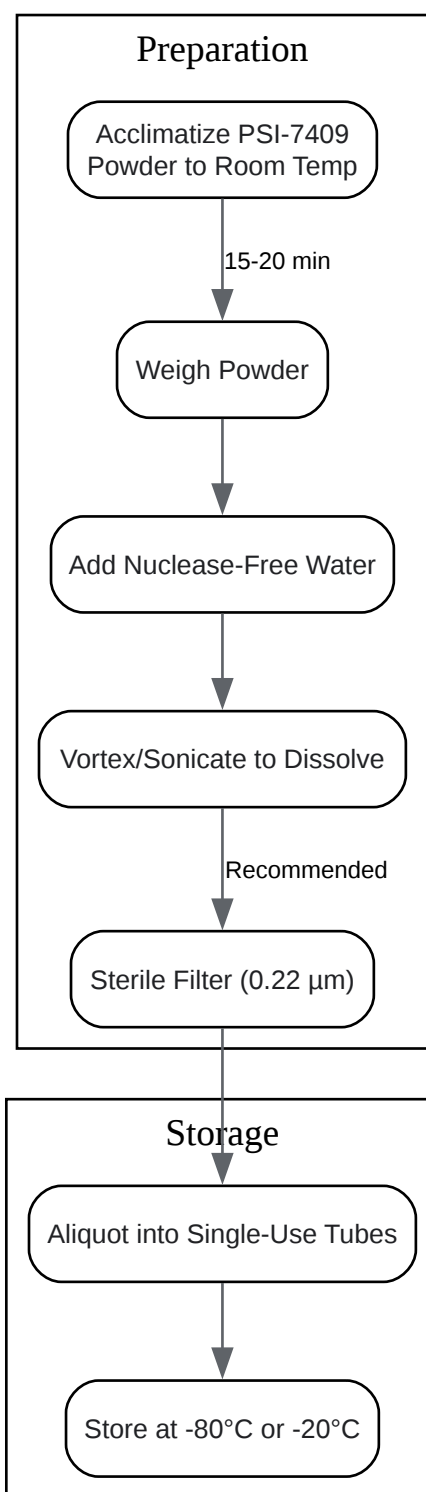 Preparation
Acclimatize PSI-7409
Powder to Room Temp
15-20 min
Weigh Powder
Add Nuclease-Free Water
Vortex/Sonicate to Dissolve
Recommended
Sterile Filter (0.22 µm)
Storage
Aliquot into Single-Use Tubes
Store at -80°C or -20°C